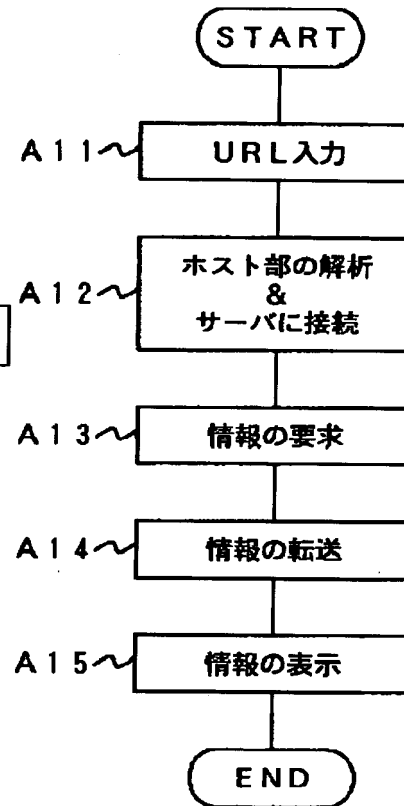 START
A11 URL入力
ホスト部の解析
A12 &
サーバに接続
A13 情報の要求
A14 情報の転送
A15 情報の表示
END